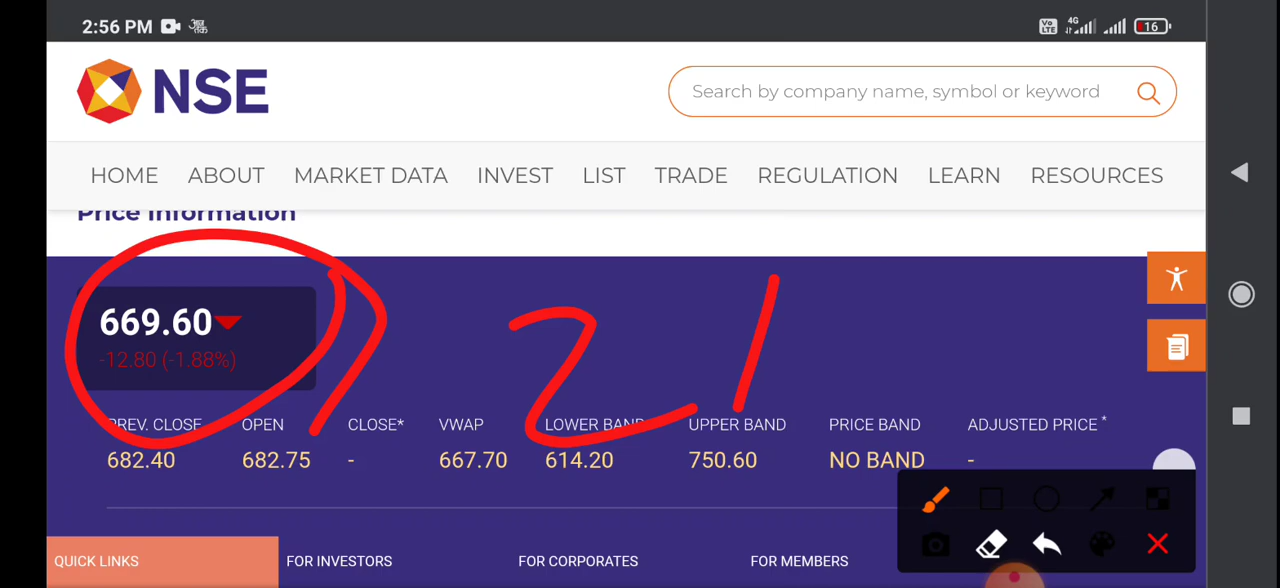 2:56 PM
Vo LTE 4G 16
NSE
Search by company name, symbol or keyword
HOME ABOUT MARKET DATA INVEST LIST TRADE REGULATION LEARN RESOURCES
Price Information
669.60
-12.80 (-1.88%)
21
PREV. CLOSE OPEN CLOSE* VWAP LOWER BAND UPPER BAND PRICE BAND ADJUSTED PRICE *
682.40 682.75 - 667.70 614.20 750.60 NO BAND -
QUICK LINKS FOR INVESTORS FOR CORPORATES FOR MEMBERS